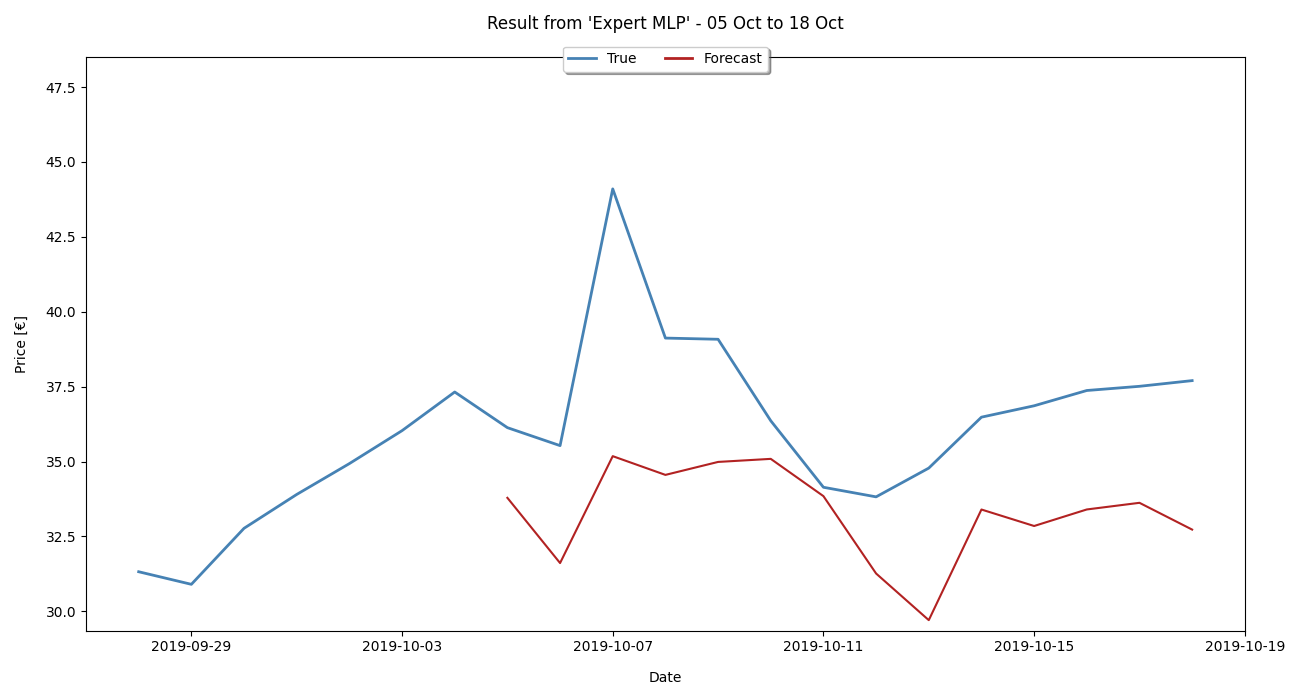 Result from 'Expert MLP' - 05 Oct to 18 Oct
True Forecast
47.5
45.0
42.5
40.0
37.5
35.0
32.5
30.0
Price [€]
2019-09-29 2019-10-03 2019-10-07 2019-10-11 2019-10-15 2019-10-19
Date